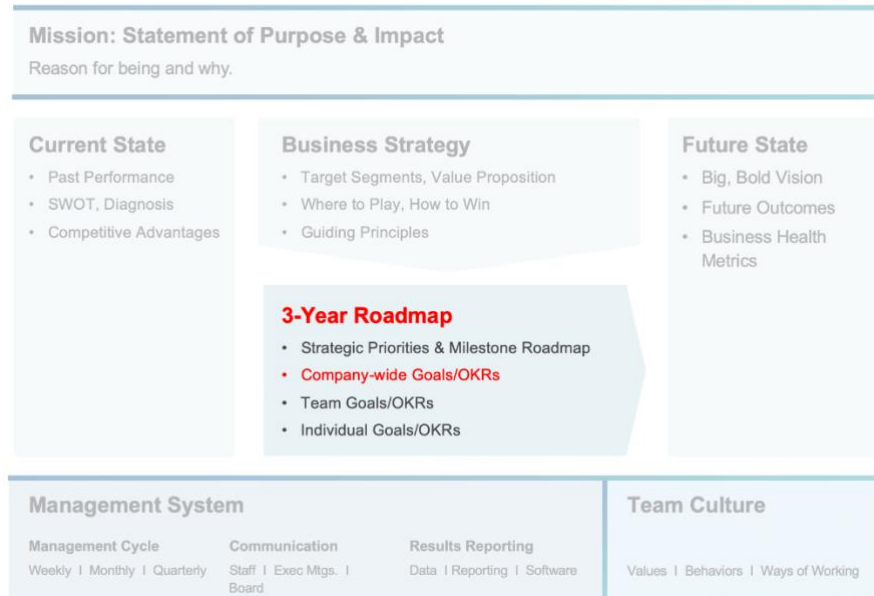 Mission: Statement of Purpose & Impact
Reason for being and why.
Current State
• Past Performance
• SWOT, Diagnosis
• Competitive Advantages
Business Strategy
• Target Segments, Value Proposition
• Where to Play, How to Win
• Guiding Principles
Future State
• Big, Bold Vision
• Future Outcomes
• Business Health
Metrics
3-Year Roadmap
• Strategic Priorities & Milestone Roadmap
• Company-wide Goals/OKRs
• Team Goals/OKRs
• Individual Goals/OKRs
Management System
Management Cycle
Weekly I Monthly I Quarterly
Communication
Staff I Exec Mtgs. I
Board
Results Reporting
Data I Reporting I Software
Team Culture
Values I Behaviors I Ways of Working